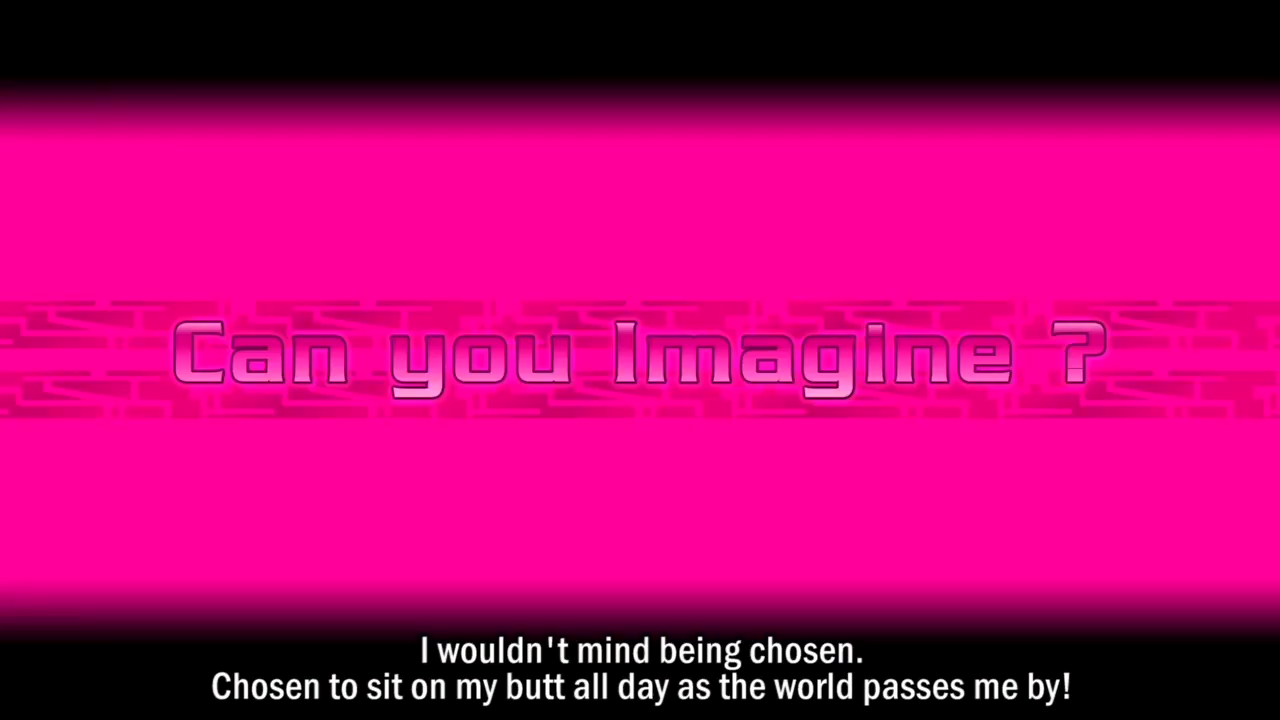 Can you Imagine ?
I wouldn't mind being chosen.
Chosen to sit on my butt all day as the world passes me by!